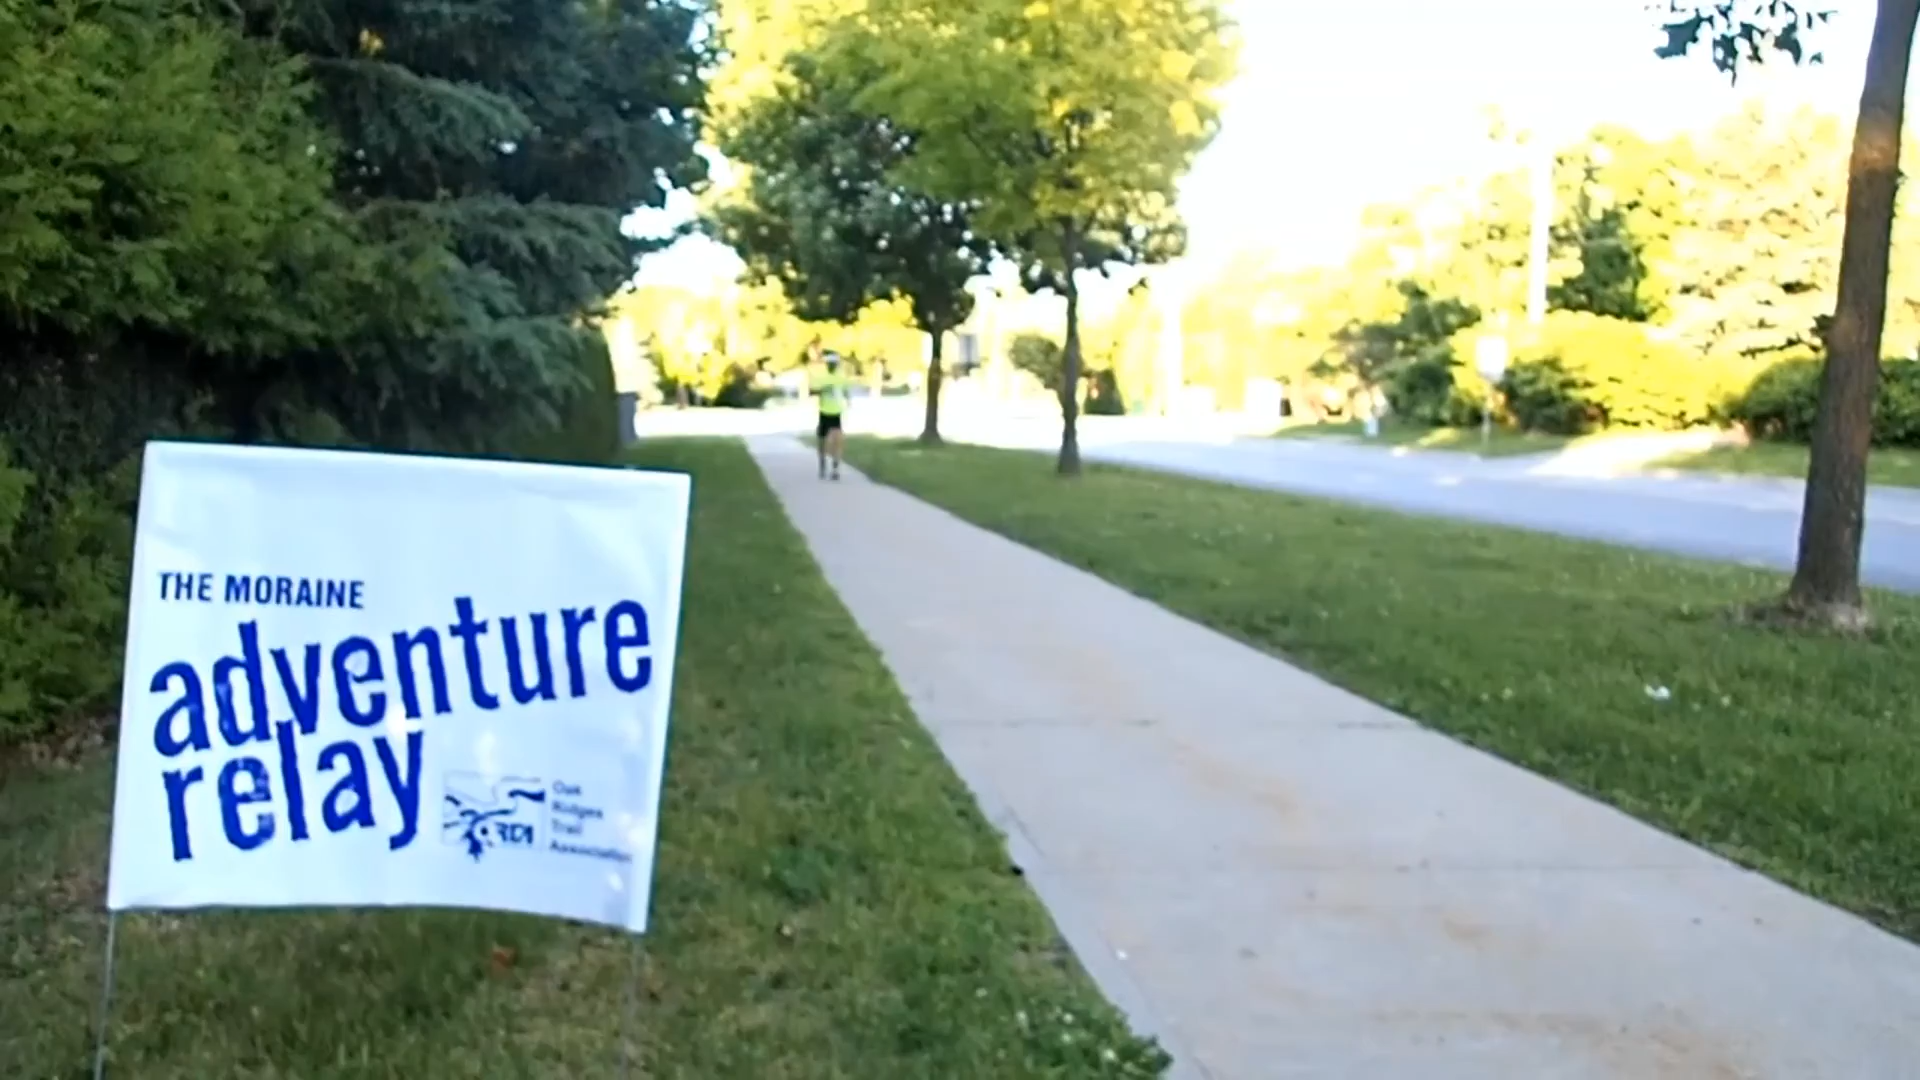 THE MORAINE
adventure
relay
Oak
Ridges
Trail
Association